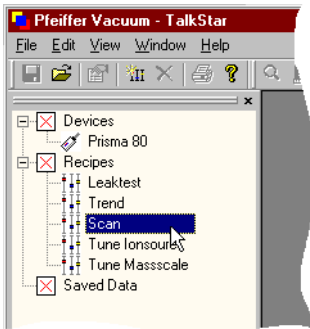 Pfeiffer Vacuum - TalkStar
File Edit View Window Help
Devices
Prisma 80
Recipes
Leaktest
Trend
Scan
Tune Ionsource
Tune Massscale
Saved Data